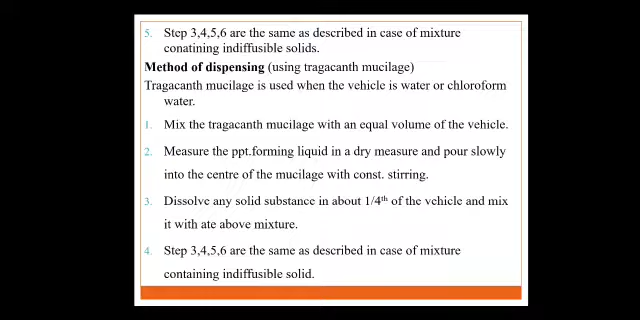 5. Step 3,4,5,6 are the same as described in case of mixture
conatining indiffusible solids.
Method of dispensing (using tragacanth mucilage)
Tragacanth mucilage is used when the vehicle is water or chloroform
water.
1. Mix the tragacanth mucilage with an equal volume of the vehicle.
2. Measure the ppt.forming liquid in a dry measure and pour slowly
into the centre of the mucilage with const. stirring.
3. Dissolve any solid substance in about 1/4th of the vehicle and mix
it with ate above mixture.
4. Step 3,4,5,6 are the same as described in case of mixture
containing indiffusible solid.